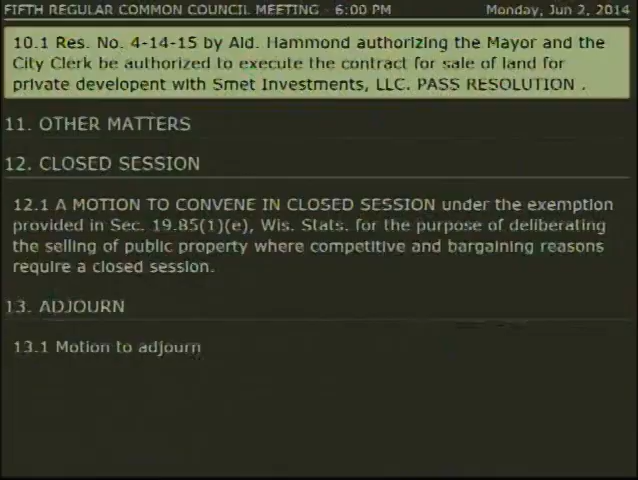 FIFTH REGULAR COMMON COUNCIL MEETING - 6:00 PM Monday, Jun 2, 2014
10.1 Res. No. 4-14-15 by Ald. Hammond authorizing the Mayor and the
City Clerk be authorized to execute the contract for sale of land for
private developent with Smet Investments, LLC. PASS RESOLUTION .
11. OTHER MATTERS
12. CLOSED SESSION
12.1 A MOTION TO CONVENE IN CLOSED SESSION under the exemption
provided in Sec. 19.85(1)(e), Wis. Stats. for the purpose of deliberating
the selling of public property where competitive and bargaining reasons
require a closed session.
13. ADJOURN
13.1 Motion to adjourn